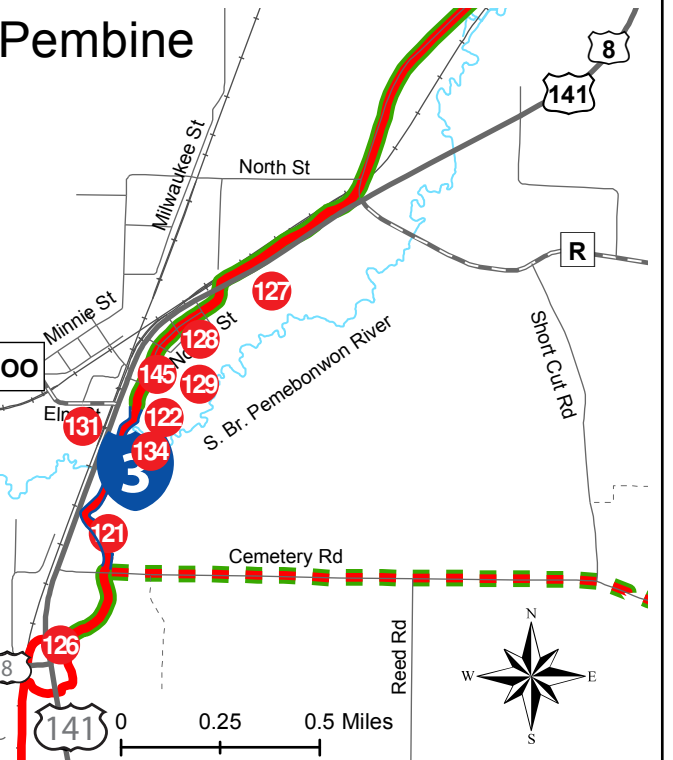 Pembine
8
141
North St
Milwaukee St
R
127
Minnie St
128
OO
145
129
S. Br. Pemebonwon River
Short Cut Rd
122
131
134
3
121
Cemetery Rd
126
8
141
Reed Rd
N
W
E
S
0 0.25 0.5 Miles